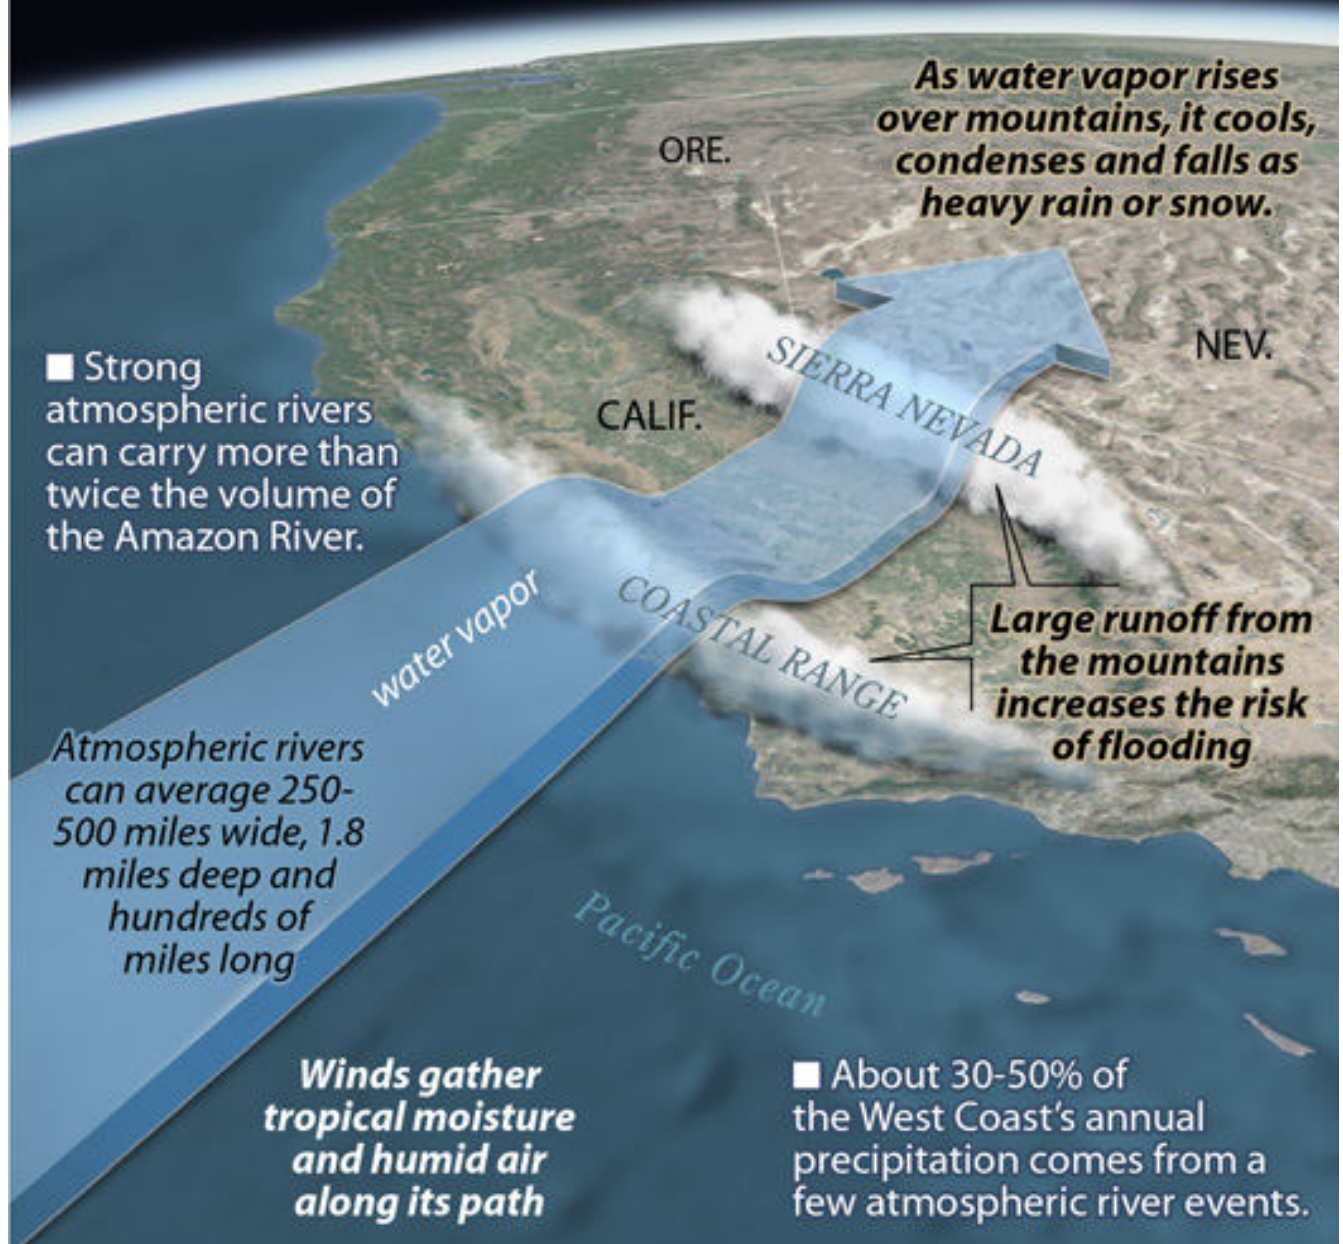 As water vapor rises
over mountains, it cools,
condenses and falls as
heavy rain or snow.
ORE.
NEV.
SIERRA NEVADA
CALIF.
■ Strong
atmospheric rivers
can carry more than
twice the volume of
the Amazon River.
water vapor
COASTAL RANGE
Large runoff from
the mountains
increases the risk
of flooding
Atmospheric rivers
can average 250-
500 miles wide, 1.8
miles deep and
hundreds of
miles long
Pacific Ocean
Winds gather
tropical moisture
and humid air
along its path
■ About 30-50% of
the West Coast's annual
precipitation comes from a
few atmospheric river events.